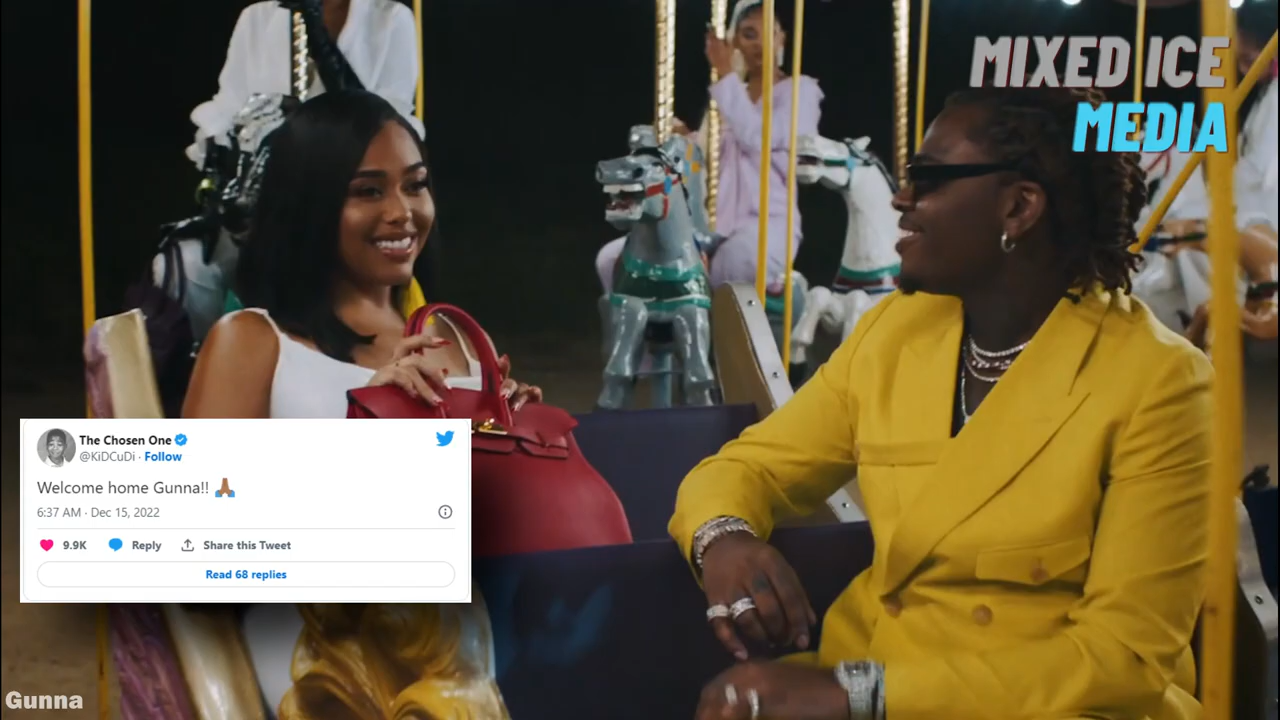 MIXED ICE
MEDIA
The Chosen One
@KiDCuDi · Follow
Welcome home Gunna!! 🙏🏾
6:37 AM · Dec 15, 2022
9.9K Reply Share this Tweet
Read 68 replies
Gunna